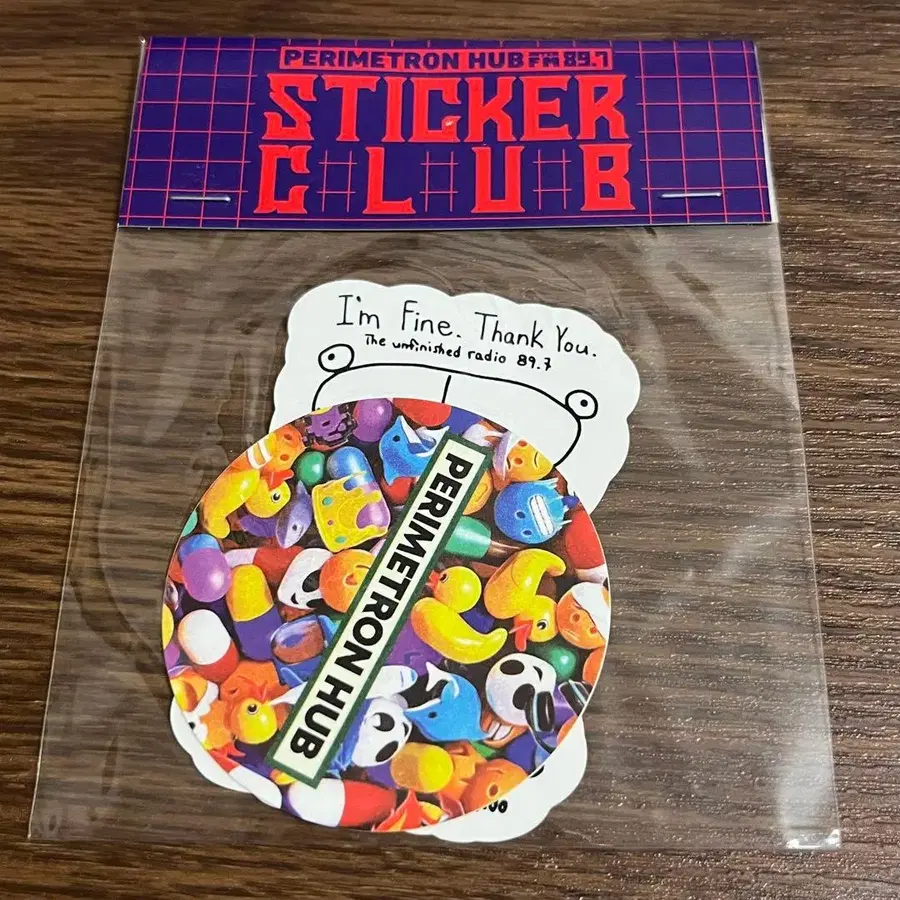 PERIMETRON HUB FM 89.7
STICKER
CLUB
I'm Fine. Thank You.
The unfinished radio 89.7
PERIMETRON HUB